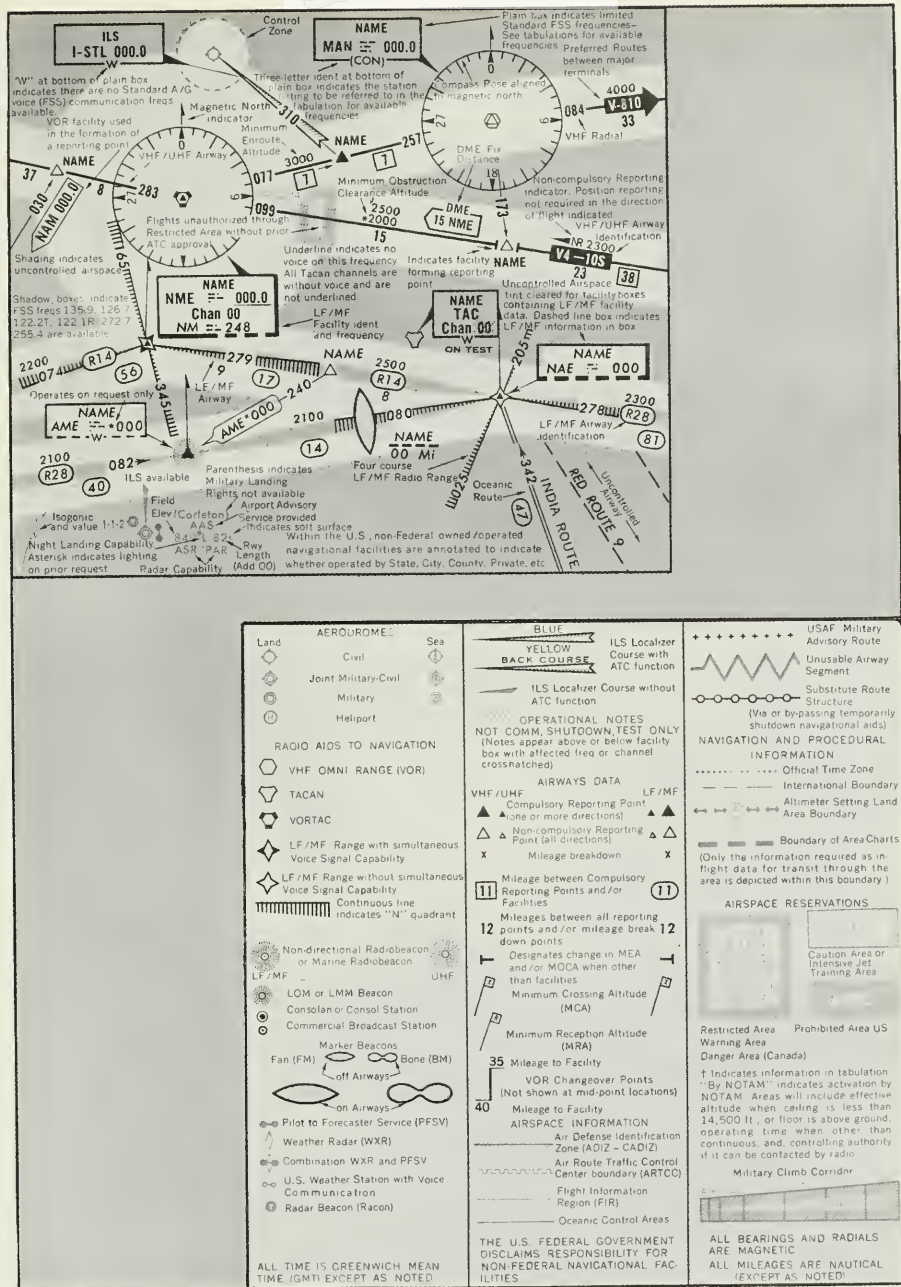 ILS
I-STL 000.0
W
Control
Zone
NAME
MAN 000.0
(CON)
Plain box indicates limited
Standard FSS frequencies-
See tabulations for available
frequencies
Preferred Routes
between major
terminals
"W" at bottom of plain box
indicates there are no Standard A/G
voice (FSS) communication freqs
available.
Three-letter ident at bottom of
plain box indicates the station
listing to be referred to in the
tabulation for available
frequencies
Compass Rose aligned
to magnetic north
4000
084
V-810
33
VHF Radial
VOR facility used
in the formation of
a reporting point
Magnetic North
indicator
310
Minimum
Enroute
Altitude
NAME
257
7
3000
077
7
0
27
6
18
DME Fix
Distance
37
NAME
030
NAM 000.0
8
283
VHF/UHF Airway
0
27
6
099
Minimum Obstruction
Clearance Altitude
2500
*2000
15
DME
15 NME
173
Non-compulsory Reporting
indicator. Position reporting
not required in the direction
of flight indicated
VHF/UHF Airway
Identification
NR 2300
V4-10S
23
38
NAME
Flights unauthorized through
Restricted Area without prior
ATC approval
Underline indicates no
voice on this frequency
All Tacan channels are
without voice and are
not underlined
Indicates facility
forming reporting
point
Shading indicates
uncontrolled airspace
165
NAME
NME 000.0
Chan 00
NM 248
LF/MF
Facility ident
and frequency
NAME
TAC
Chan 00
W
ON TEST
Uncontrolled Airspace
tint cleared for facility boxes
containing LF/MF facility
data. Dashed line box indicates
LF/MF information in box
Shadow boxes indicate
FSS freqs 135.9, 126.7
122.2T, 122.1R 272.7
255.4 are available
205
NAME
NAE 000
2200
074
R14
56
279
9
LF/MF
Airway
17
NAME
240
AME*000
2500
R14
8
2100
080
14
278
2300
R28
LF/MF Airway
Identification
81
Operates on request only
NAME
AME *000
W
345
2100
R28
082
40
NAME
00 Mi
Four course
LF/MF Radio Range
025
342
Oceanic
Route
47
INDIA ROUTE
RED ROUTE 9
Uncontrolled
Airway
ILS available
Parenthesis indicates
Military Landing
Rights not available
Field
Elev
(Corleton)
AAS
Airport Advisory
Service provided
Indicates soft surface
Isogonic
and value 1-1-2
Night Landing Capability
Asterisk indicates lighting
on prior request
ASR PAR
Radar Capability
Rwy
Length
(Add 00)
Within the U.S., non-Federal owned/operated
navigational facilities are annotated to indicate
whether operated by State, City, County, Private, etc
AERODROMES
Land
Sea
Civil
Joint Military-Civil
Military
H
Heliport
RADIO AIDS TO NAVIGATION
VHF OMNI RANGE (VOR)
TACAN
VORTAC
LF/MF Range with simultaneous
Voice Signal Capability
LF/MF Range without simultaneous
Voice Signal Capability
Continuous line
indicates "N" quadrant
Non-directional Radiobeacon
or Marine Radiobeacon
LF/MF
UHF
LOM or LMM Beacon
Consolan or Consol Station
Commercial Broadcast Station
Marker Beacons
Fan (FM)
Bone (BM)
off Airways
on Airways
Pilot to Forecaster Service (PFSV)
Weather Radar (WXR)
Combination WXR and PFSV
U.S. Weather Station with Voice
Communication
Radar Beacon (Racon)
ALL TIME IS GREENWICH MEAN
TIME (GMT) EXCEPT AS NOTED
BLUE
YELLOW
BACK COURSE
ILS Localizer
Course with
ATC function
ILS Localizer Course without
ATC function
OPERATIONAL NOTES
NOT COMM, SHUTDOWN, TEST ONLY
(Notes appear above or below facility
box with affected freq or channel
crosshatched)
AIRWAYS DATA
VHF/UHF
LF/MF
Compulsory Reporting Point
(one or more directions)
Non-compulsory Reporting
Point (all directions)
x Mileage breakdown x
11 Mileage between Compulsory
Reporting Points and/or
Facilities 11
12 Mileages between all reporting
points and/or mileage break
down points 12
Designates change in MEA
and/or MOCA when other
than facilities
Minimum Crossing Altitude
(MCA)
Minimum Reception Altitude
(MRA)
35 Mileage to Facility
VOR Changeover Points
(Not shown at mid-point locations)
40 Mileage to Facility
AIRSPACE INFORMATION
Air Defense Identification
Zone (ADIZ - CADIZ)
Air Route Traffic Control
Center boundary (ARTCC)
Flight Information
Region (FIR)
Oceanic Control Areas
THE U.S. FEDERAL GOVERNMENT
DISCLAIMS RESPONSIBILITY FOR
NON-FEDERAL NAVIGATIONAL FAC-
ILITIES
USAF Military
Advisory Route
Unusable Airway
Segment
Substitute Route
Structure
(Via or by-passing temporarily
shutdown navigational aids)
NAVIGATION AND PROCEDURAL
INFORMATION
Official Time Zone
International Boundary
Altimeter Setting Land
Area Boundary
Boundary of Area Charts
(Only the information required as in-
flight data for transit through the
area is depicted within this boundary)
AIRSPACE RESERVATIONS
Caution Area or
Intensive Jet
Training Area
Restricted Area
Warning Area
Danger Area (Canada)
Prohibited Area US
† Indicates information in tabulation
"By NOTAM" indicates activation by
NOTAM. Areas will include effective
altitude when ceiling is less than
14,500 ft., or floor is above ground,
operating time when other than
continuous, and, controlling authority
if it can be contacted by radio
Military Climb Corridor
ALL BEARINGS AND RADIALS
ARE MAGNETIC
ALL MILEAGES ARE NAUTICAL
(EXCEPT AS NOTED)